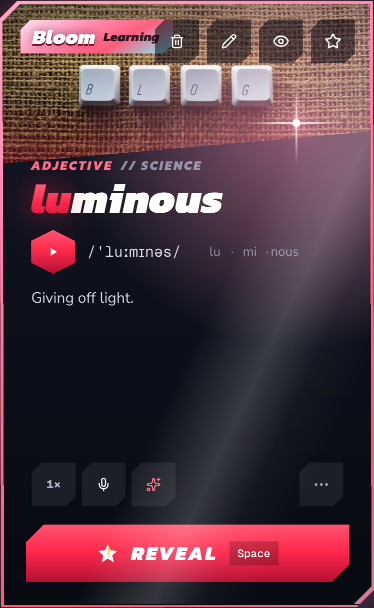 Bloom Learning
B L O G
ADJECTIVE // SCIENCE
luminous
/ˈluːmɪnəs/ lu · mi · nous
Giving off light.
1×
REVEAL Space